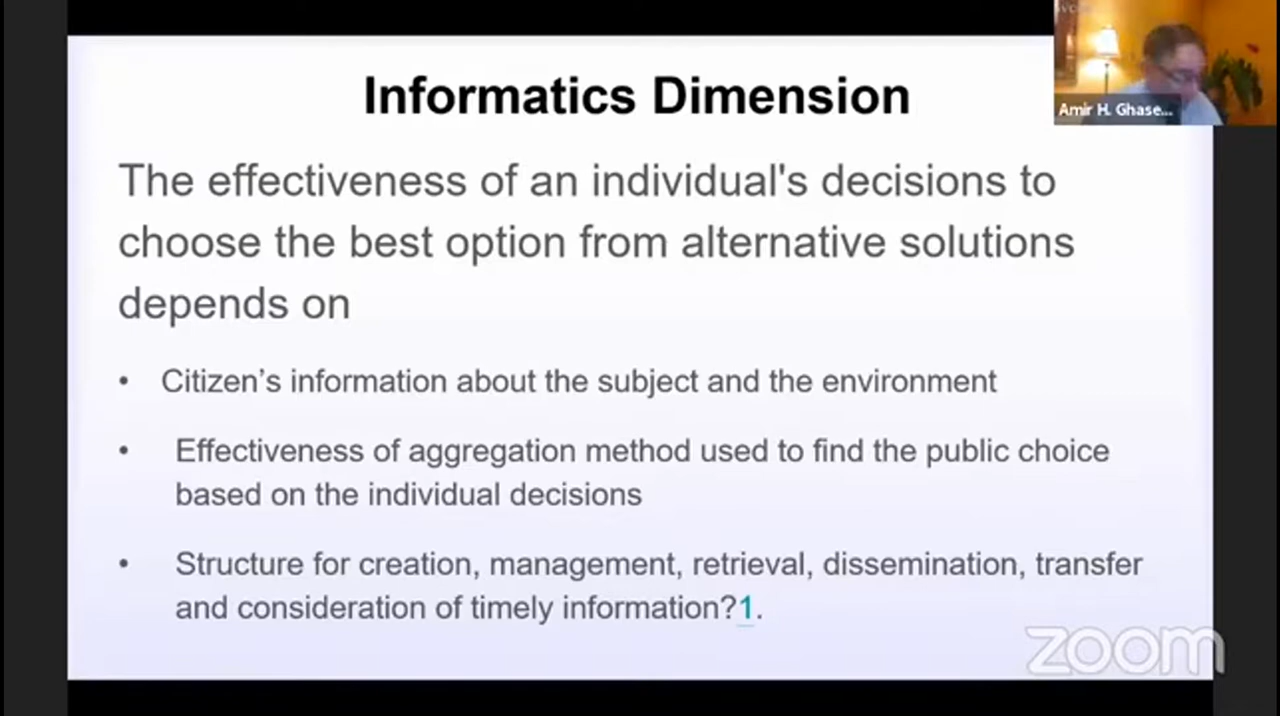 Informatics Dimension
Amir H. Ghase...
The effectiveness of an individual's decisions to
choose the best option from alternative solutions
depends on
• Citizen’s information about the subject and the environment
• Effectiveness of aggregation method used to find the public choice
based on the individual decisions
• Structure for creation, management, retrieval, dissemination, transfer
and consideration of timely information?1.
zoom